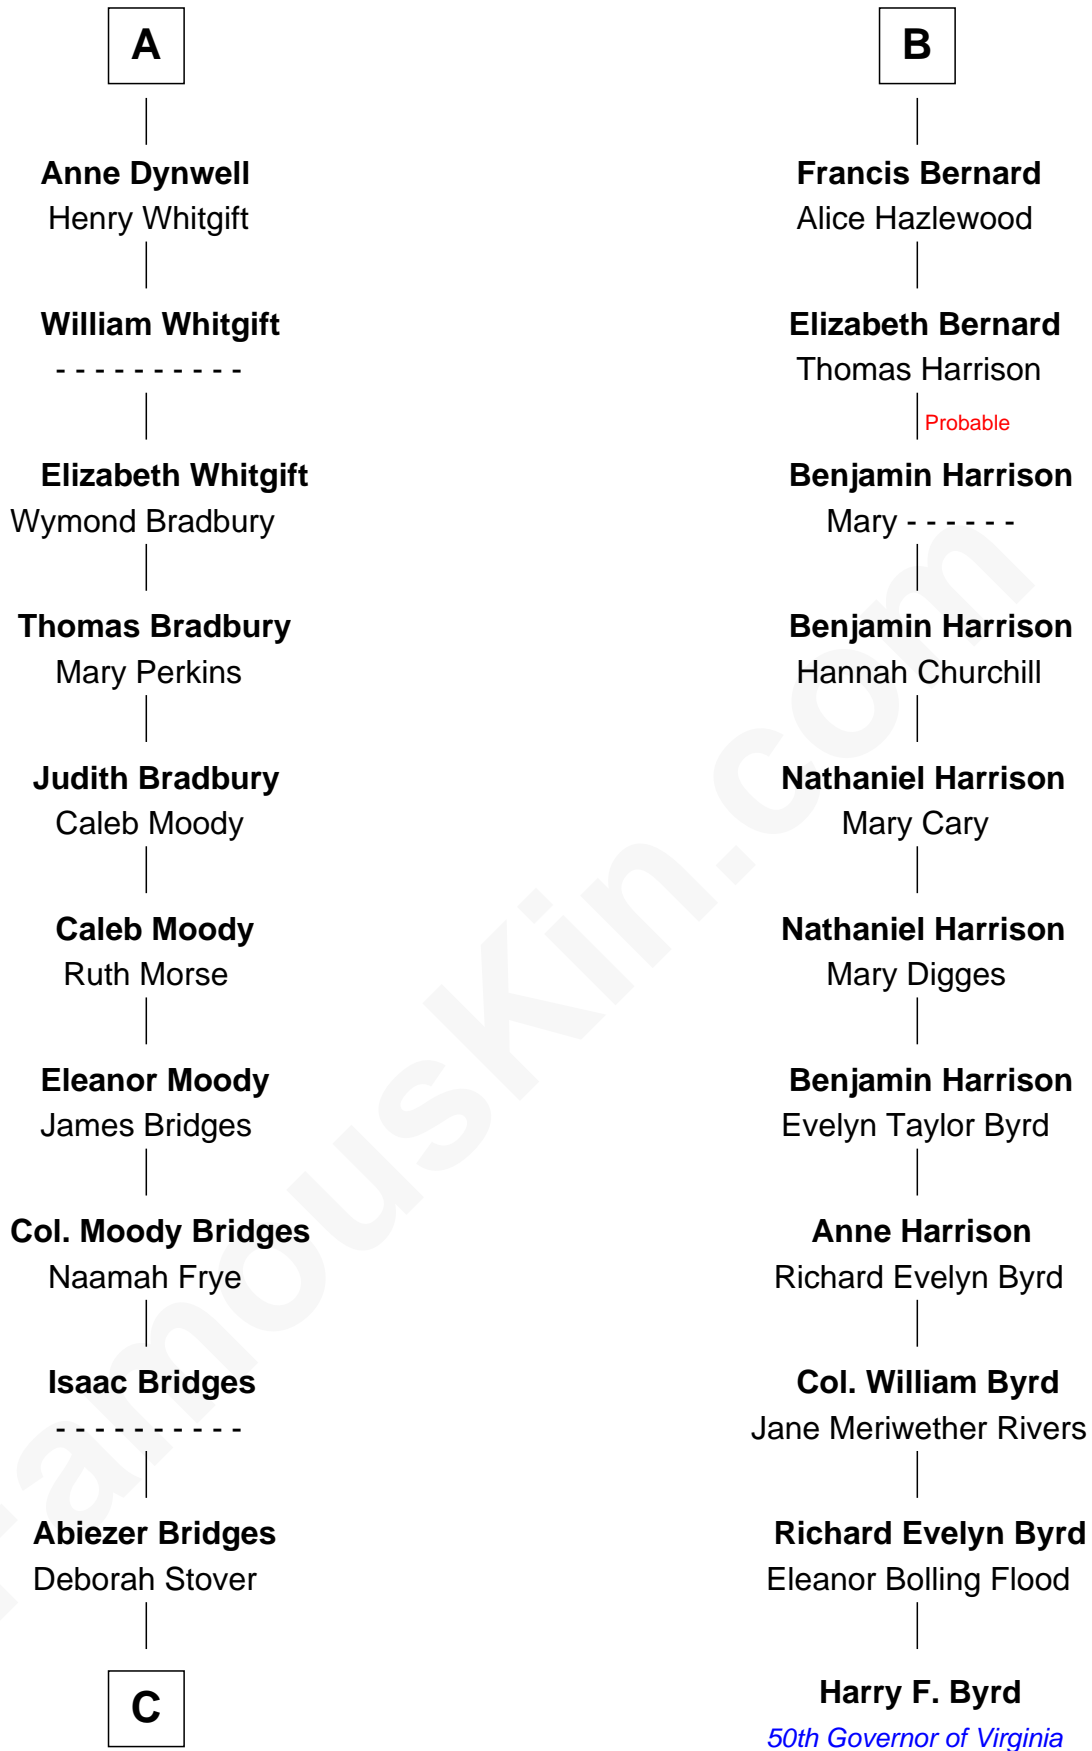 A
Anne Dynwell
Henry Whitgift
William Whitgift
- - - - - - - - - -
Elizabeth Whitgift
Wymond Bradbury
Thomas Bradbury
Mary Perkins
Judith Bradbury
Caleb Moody
Caleb Moody
Ruth Morse
Eleanor Moody
James Bridges
Col. Moody Bridges
Naamah Frye
Isaac Bridges
- - - - - - - - - -
Abiezer Bridges
Deborah Stover
C
B
Francis Bernard
Alice Hazlewood
Elizabeth Bernard
Thomas Harrison
Probable
Benjamin Harrison
Mary - - - - - -
Benjamin Harrison
Hannah Churchill
Nathaniel Harrison
Mary Cary
Nathaniel Harrison
Mary Digges
Benjamin Harrison
Evelyn Taylor Byrd
Anne Harrison
Richard Evelyn Byrd
Col. William Byrd
Jane Meriwether Rivers
Richard Evelyn Byrd
Eleanor Bolling Flood
Harry F. Byrd
50th Governor of Virginia
FamousKin.com